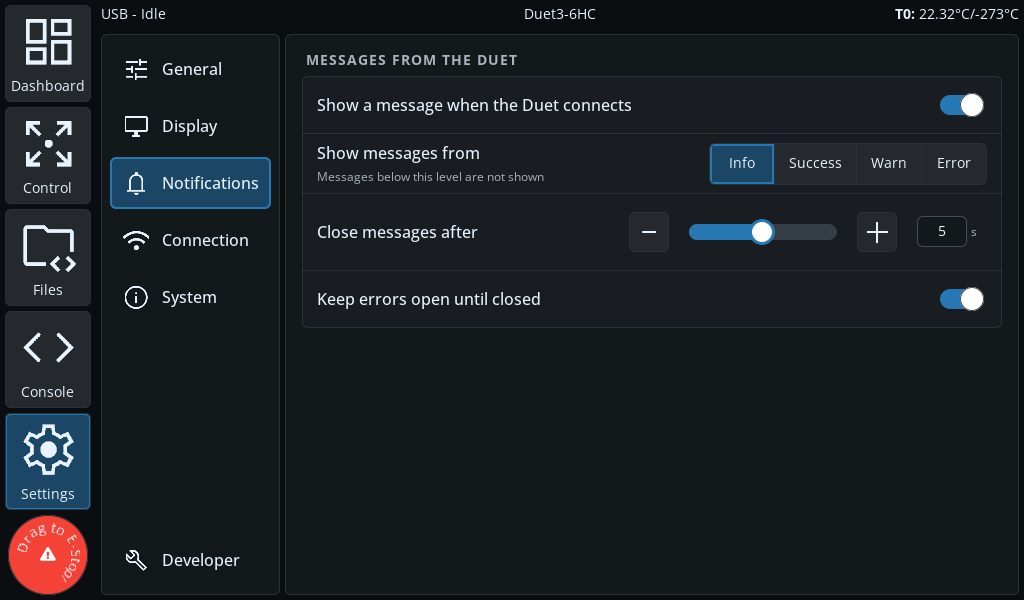 USB - Idle
Duet3-6HC
T0: 22.32°C/-273°C
Dashboard
Control
Files
Console
Settings
Drag to E-Stop!
General
Display
Notifications
Connection
System
Developer
MESSAGES FROM THE DUET
Show a message when the Duet connects
Show messages from
Messages below this level are not shown
Info
Success
Warn
Error
Close messages after
5 s
Keep errors open until closed